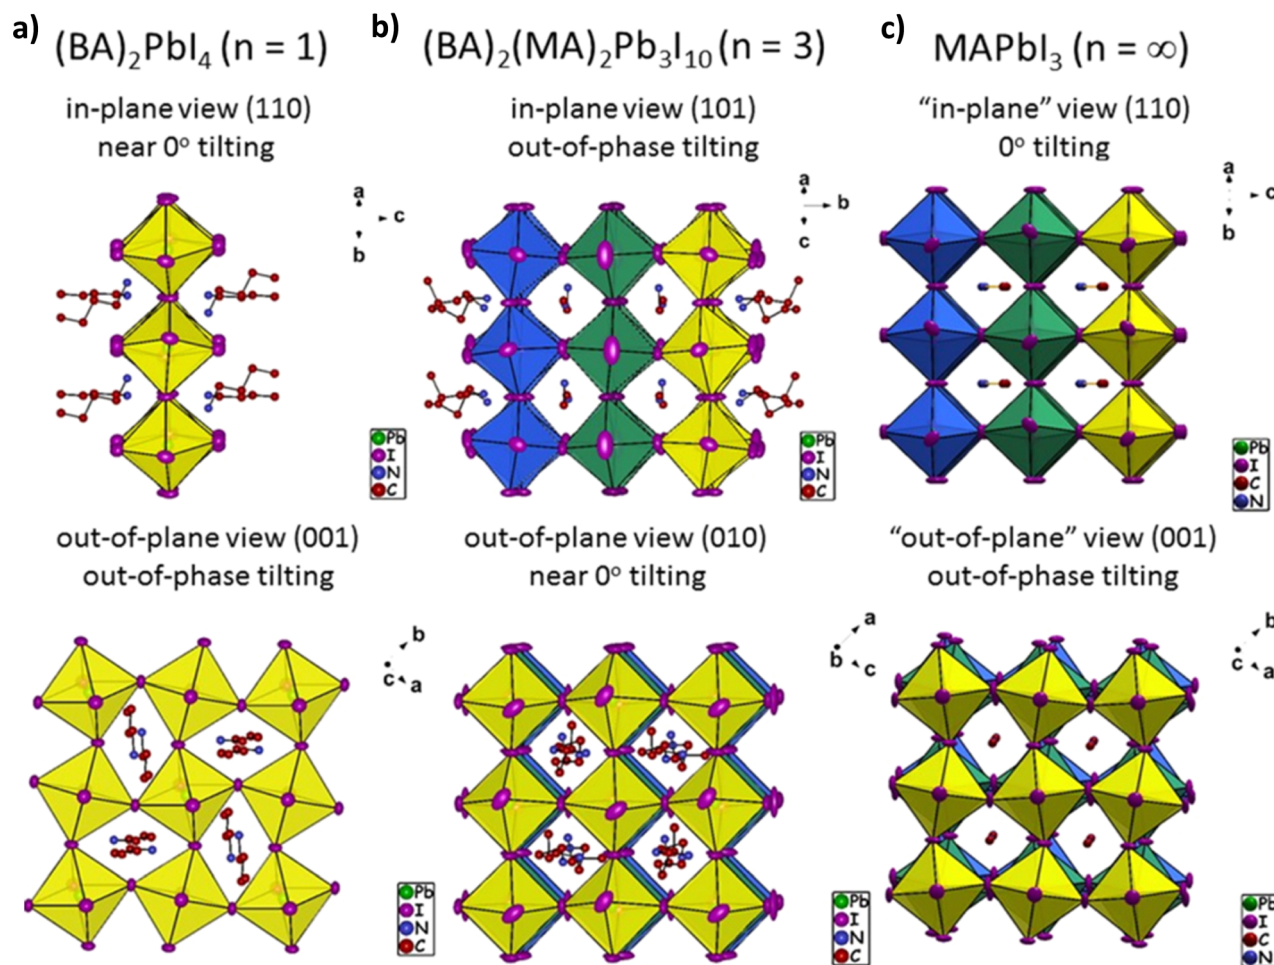 a)
(BA)₂PbI₄ (n = 1)
in-plane view (110)
near 0° tilting
a
c
b
Pb
I
N
C
out-of-plane view (001)
out-of-phase tilting
b
c
a
Pb
I
N
C
b)
(BA)₂(MA)₂Pb₃I₁₀ (n = 3)
in-plane view (101)
out-of-phase tilting
a
b
c
Pb
I
N
C
out-of-plane view (010)
near 0° tilting
a
b
c
Pb
I
N
C
c)
MAPbI₃ (n = ∞)
“in-plane” view (110)
0° tilting
a
c
b
Pb
I
C
N
“out-of-plane” view (001)
out-of-phase tilting
b
c
a
Pb
I
C
N